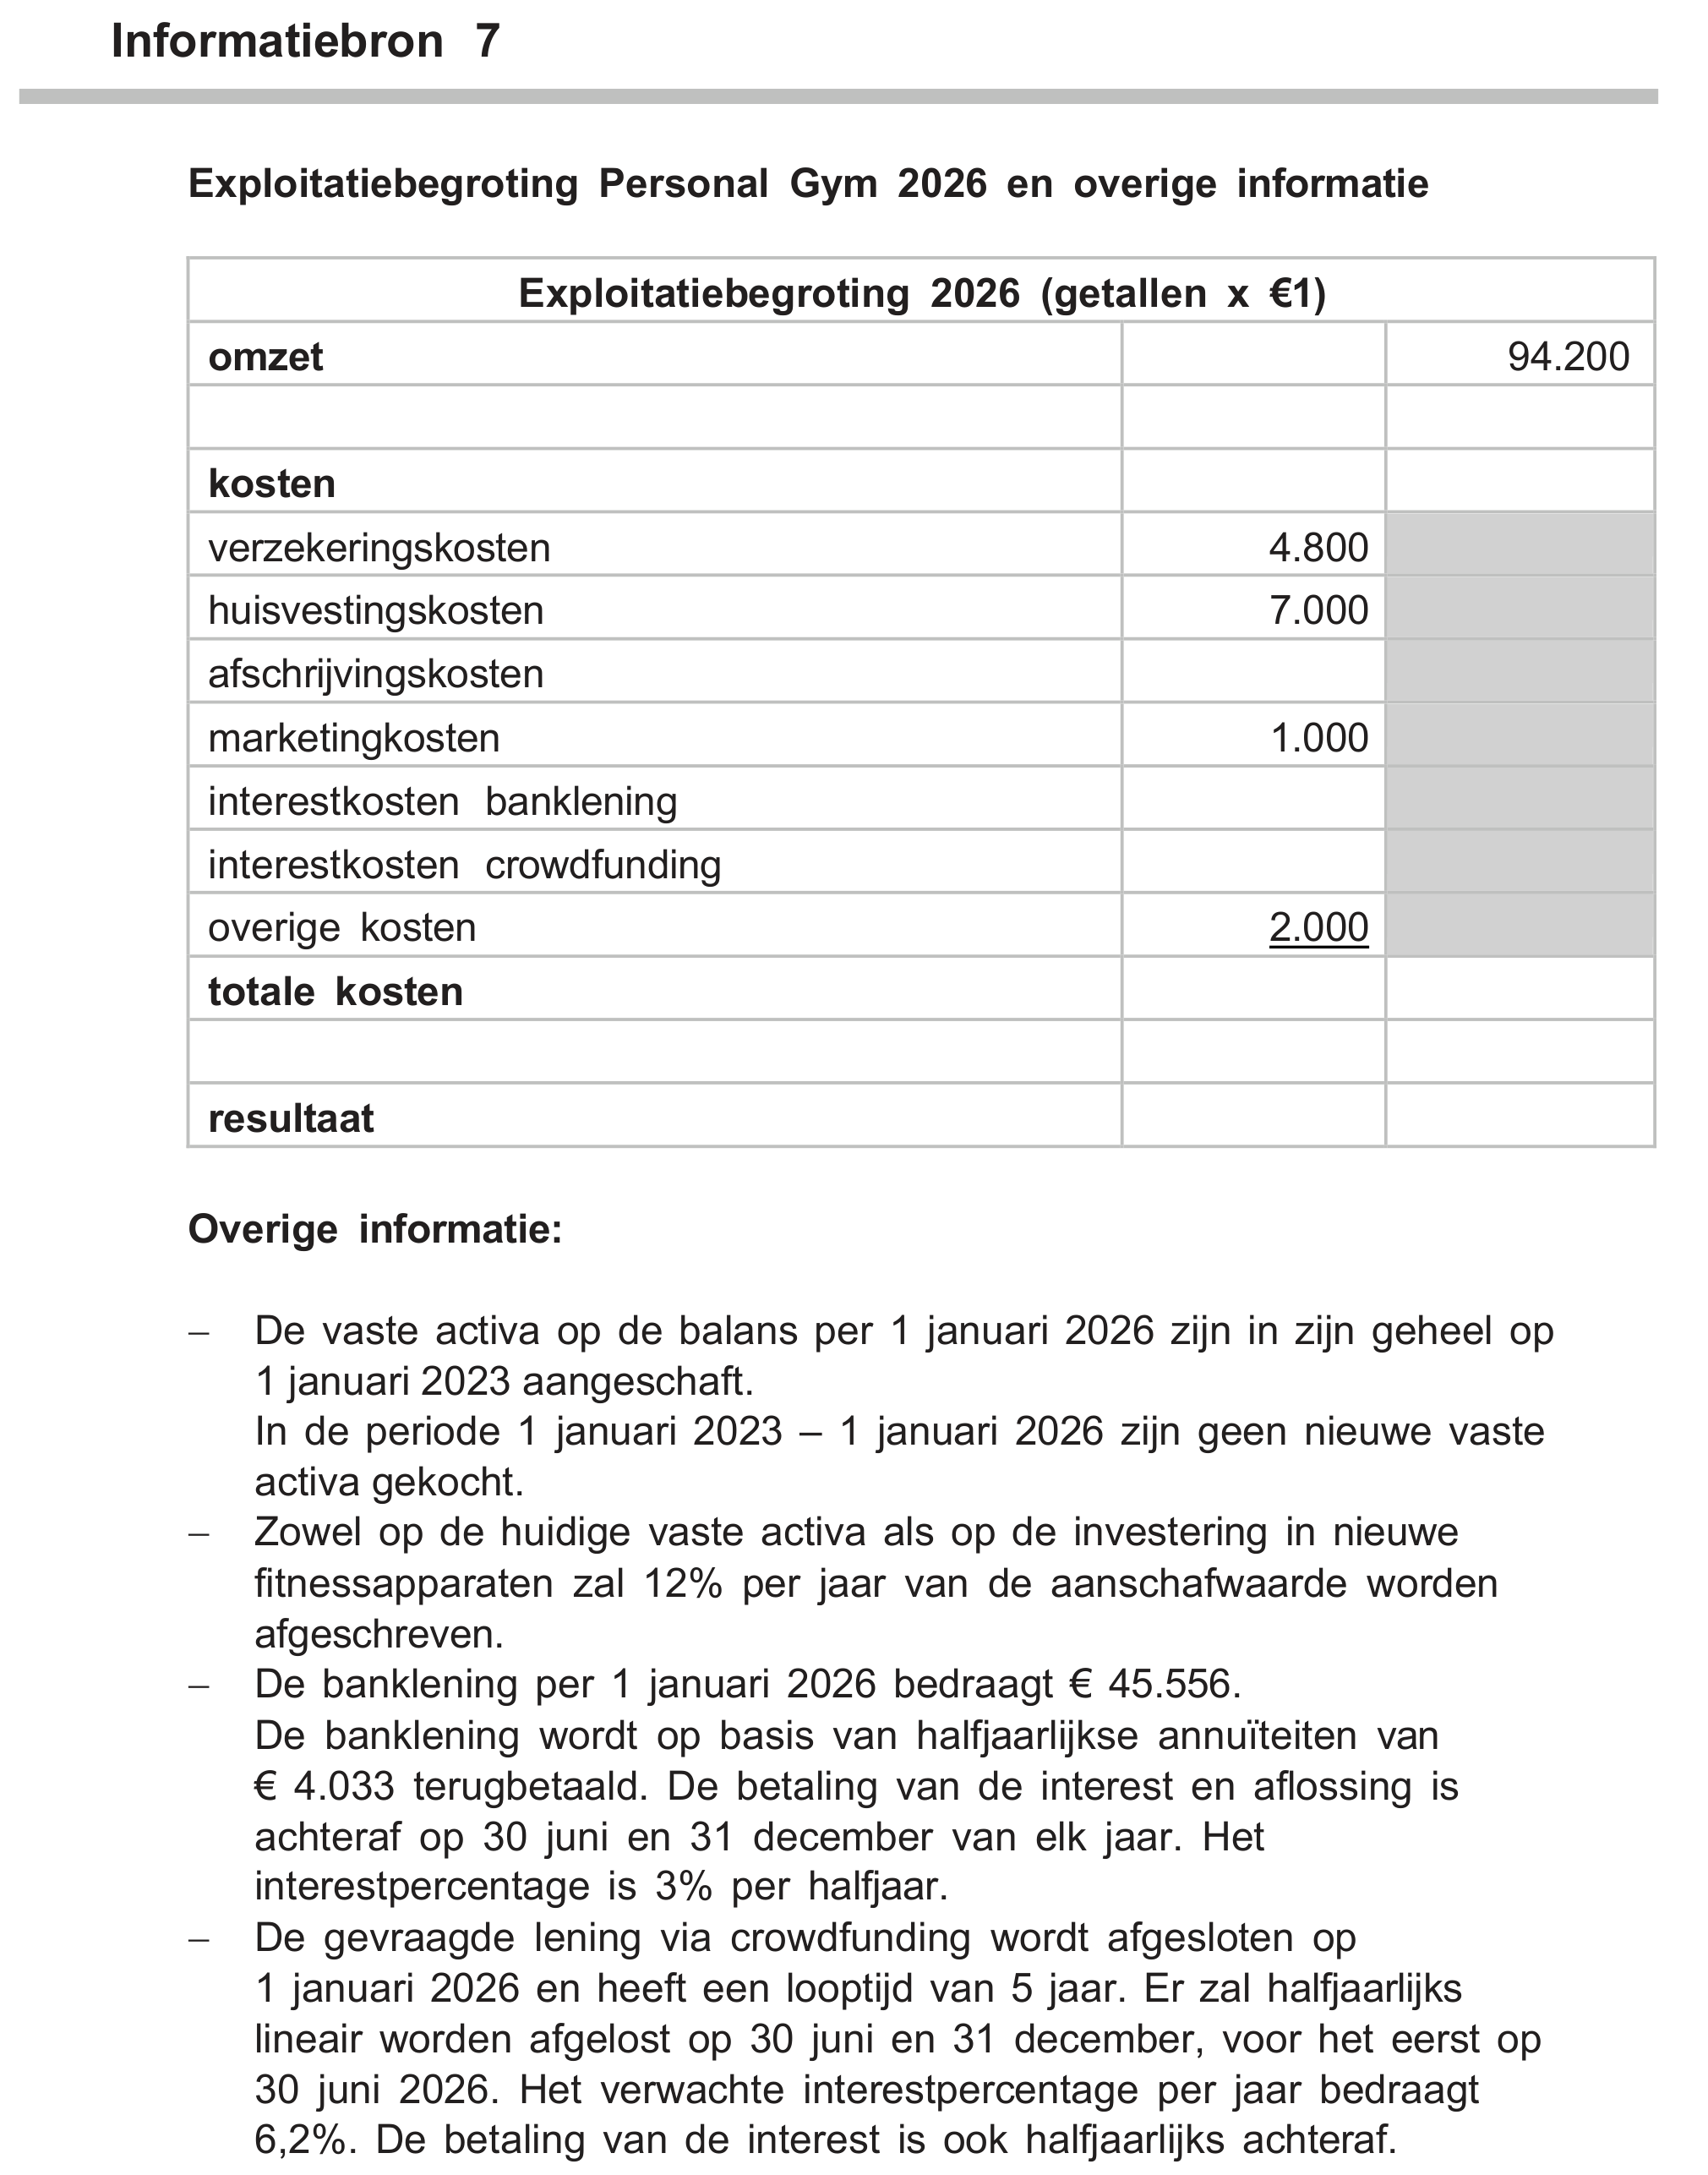 Informatiebron 7
Exploitatiebegroting Personal Gym 2026 en overige informatie
Exploitatiebegroting 2026 (getallen x €1)
omzet 94.200
kosten
verzekeringskosten 4.800
huisvestingskosten 7.000
afschrijvingskosten
marketingkosten 1.000
interestkosten banklening
interestkosten crowdfunding
overige kosten 2.000
totale kosten
resultaat
Overige informatie:
– De vaste activa op de balans per 1 januari 2026 zijn in zijn geheel op
1 januari 2023 aangeschaft.
In de periode 1 januari 2023 – 1 januari 2026 zijn geen nieuwe vaste
activa gekocht.
– Zowel op de huidige vaste activa als op de investering in nieuwe
fitnessapparaten zal 12% per jaar van de aanschafwaarde worden
afgeschreven.
– De banklening per 1 januari 2026 bedraagt € 45.556.
De banklening wordt op basis van halfjaarlijkse annuïteiten van
€ 4.033 terugbetaald. De betaling van de interest en aflossing is
achteraf op 30 juni en 31 december van elk jaar. Het
interestpercentage is 3% per halfjaar.
– De gevraagde lening via crowdfunding wordt afgesloten op
1 januari 2026 en heeft een looptijd van 5 jaar. Er zal halfjaarlijks
lineair worden afgelost op 30 juni en 31 december, voor het eerst op
30 juni 2026. Het verwachte interestpercentage per jaar bedraagt
6,2%. De betaling van de interest is ook halfjaarlijks achteraf.